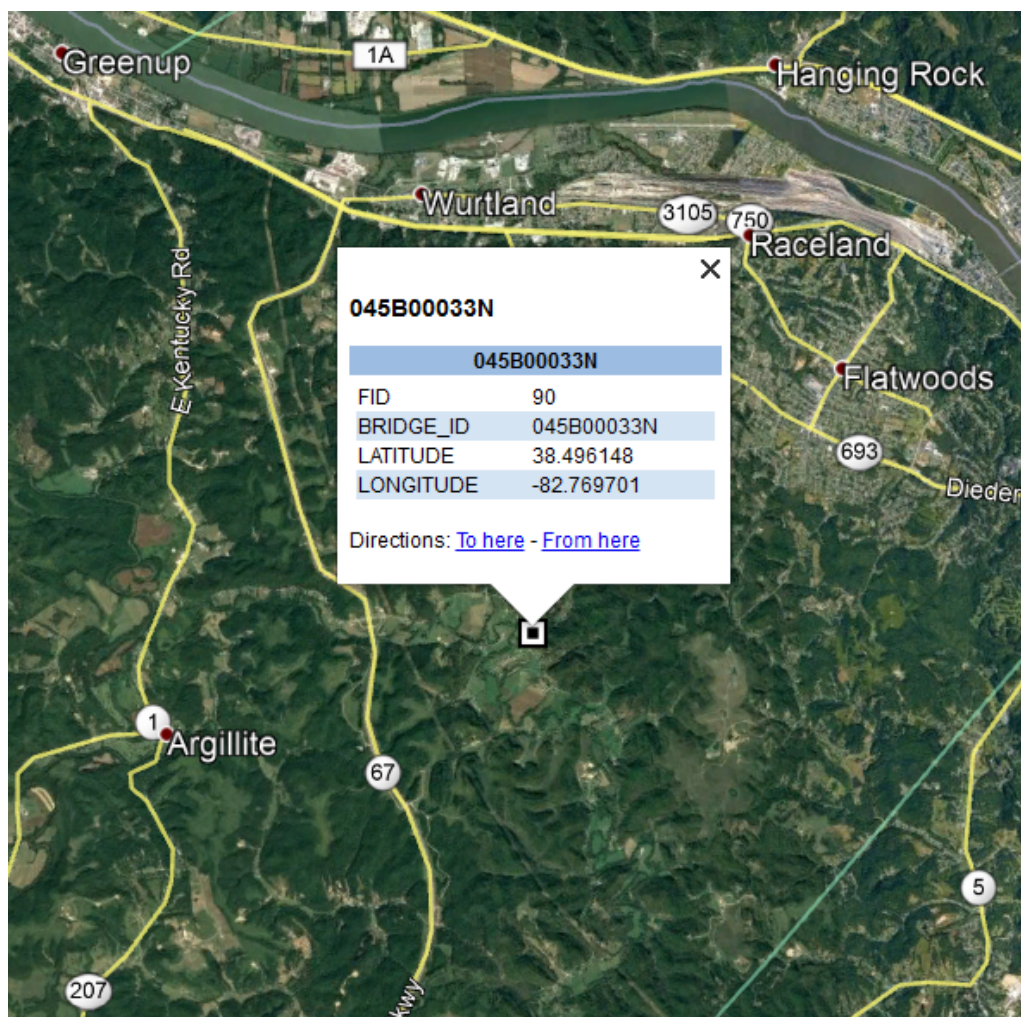 Greenup
1A
Hanging Rock
Wurtland
3105
750
Raceland
E Kentucky Rd
045B00033N
045B00033N
FID 90
BRIDGE_ID 045B00033N
LATITUDE 38.496148
LONGITUDE -82.769701
Directions: To here - From here
Flatwoods
693
Dieder
1
Argillite
67
5
207
kwy